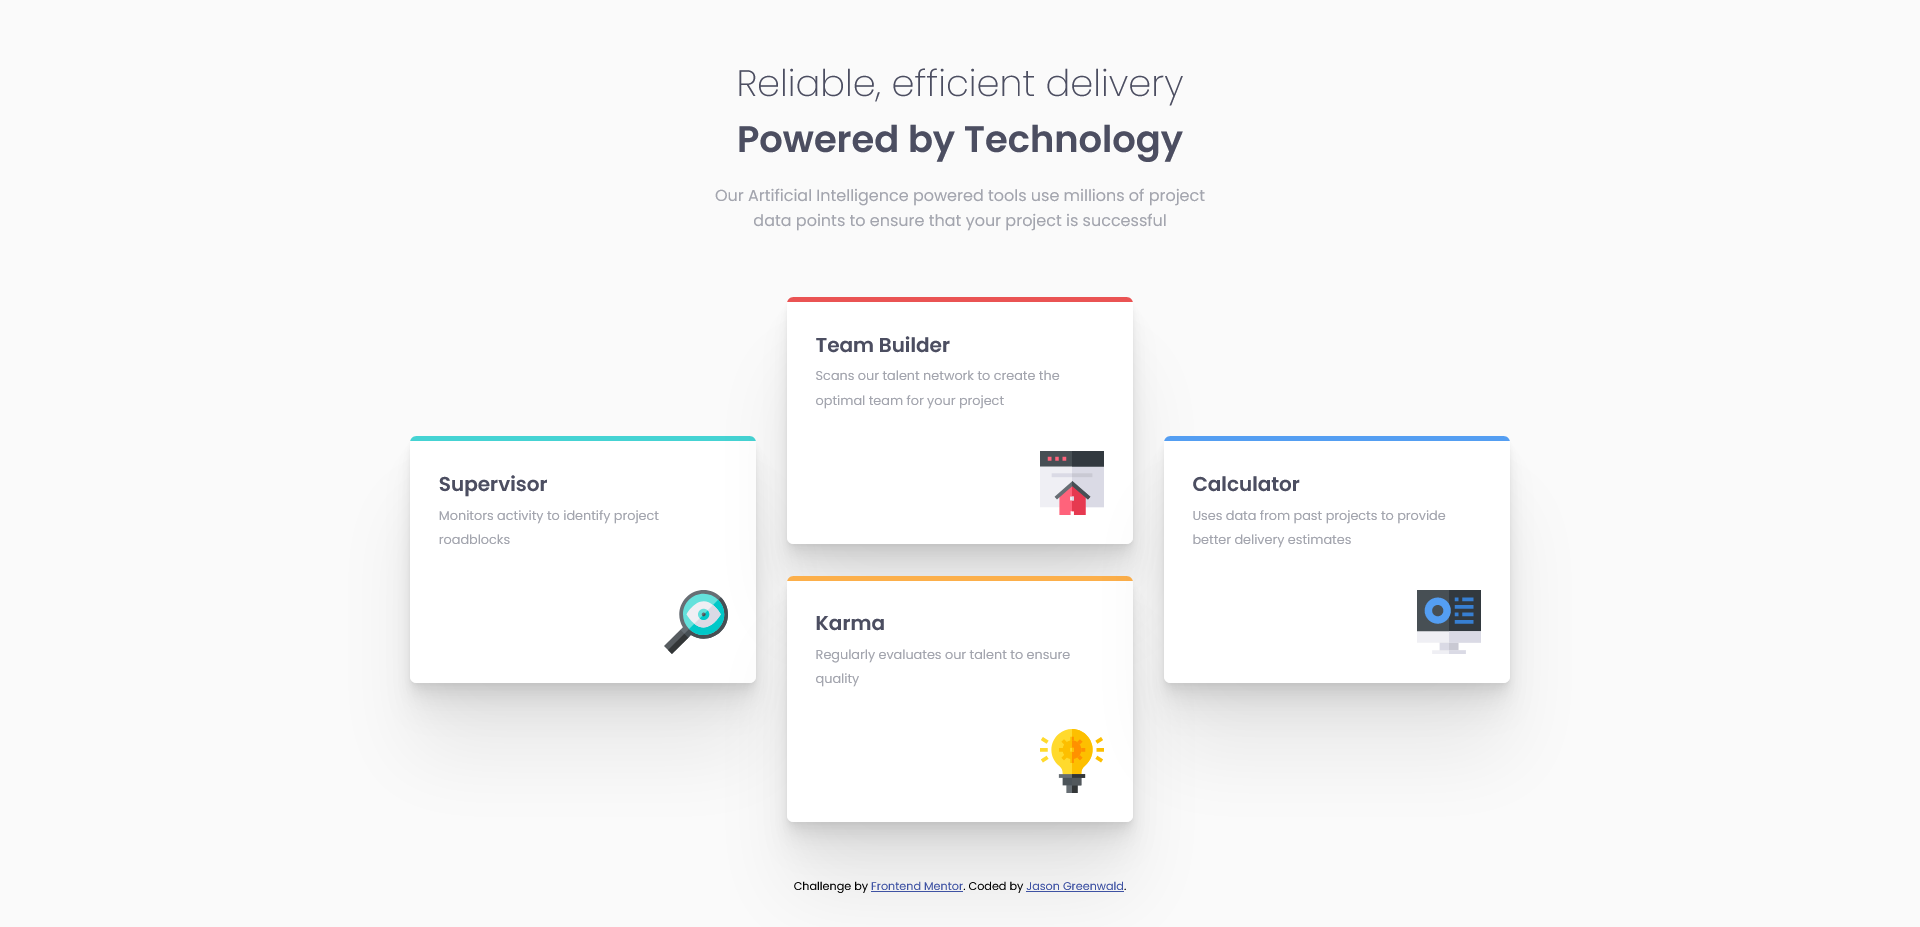 Reliable, efficient delivery
Powered by Technology
Our Artificial Intelligence powered tools use millions of project
data points to ensure that your project is successful
Supervisor
Monitors activity to identify project
roadblocks
Team Builder
Scans our talent network to create the
optimal team for your project
Karma
Regularly evaluates our talent to ensure
quality
Calculator
Uses data from past projects to provide
better delivery estimates
Challenge by Frontend Mentor. Coded by Jason Greenwald.